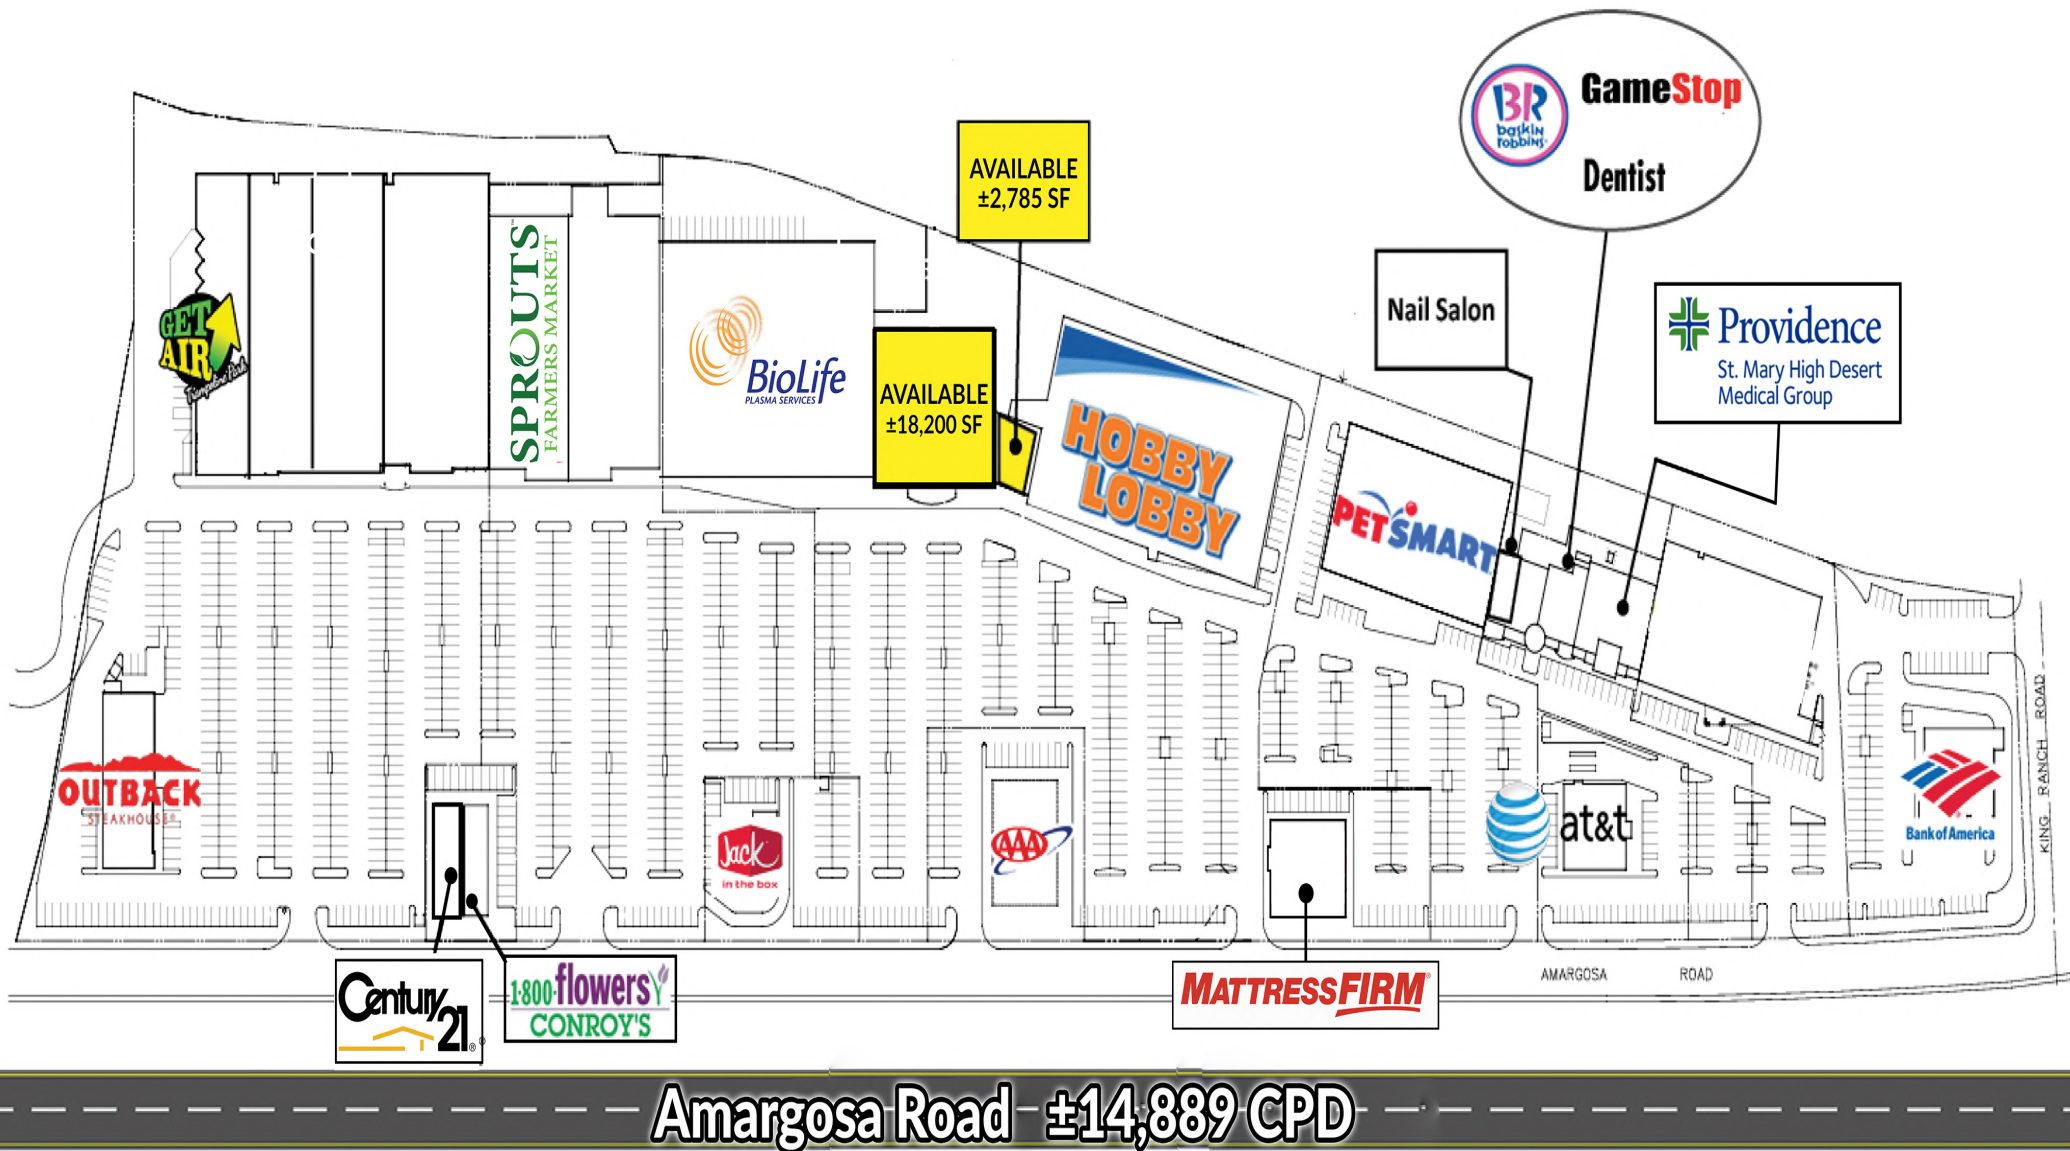 BR
baskin
robbins
GameStop
Dentist
AVAILABLE
±2,785 SF
Nail Salon
Providence
St. Mary High Desert
Medical Group
GET
AIR
Trampoline Park
SPROUTS
FARMERS MARKET
BioLife
PLASMA SERVICES
AVAILABLE
±18,200 SF
HOBBY
LOBBY
PETSMART
OUTBACK
STEAKHOUSE®
Jack
in the box
AAA
at&t
Bank of America
KING RANCH ROAD
Century
21®
1-800-flowers
CONROY'S
MATTRESSFIRM®
AMARGOSA ROAD
Amargosa Road ±14,889 CPD